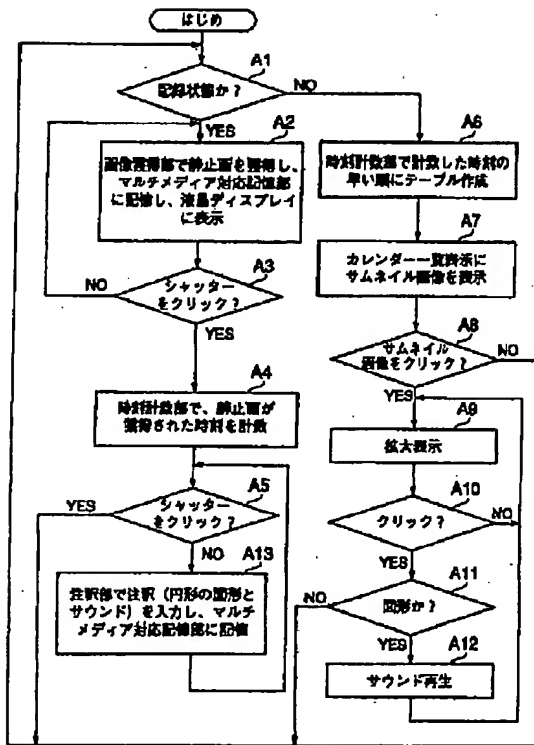 はじめ
A1
記録状態か？
NO
YES
A2
画像獲得部で静止画を獲得し、
マルチメディア対応記憶部
に記憶し、液晶ディスプレイ
に表示
A3
シャッター
をクリック？
NO
YES
A4
時刻計数部で、静止画が
獲得された時刻を計数
A5
シャッター
をクリック？
YES
NO
A13
注釈部で注釈（円形の図形と
サウンド）を入力し、マルチ
メディア対応記憶部に記憶
A6
時刻計数部で計数した時刻の
早い順にテーブル作成
A7
カレンダー一覧表示に
サムネイル画像を表示
A8
サムネイル
画像をクリック？
NO
YES
A9
拡大表示
A10
クリック？
NO
YES
A11
図形か？
NO
YES
A12
サウンド再生